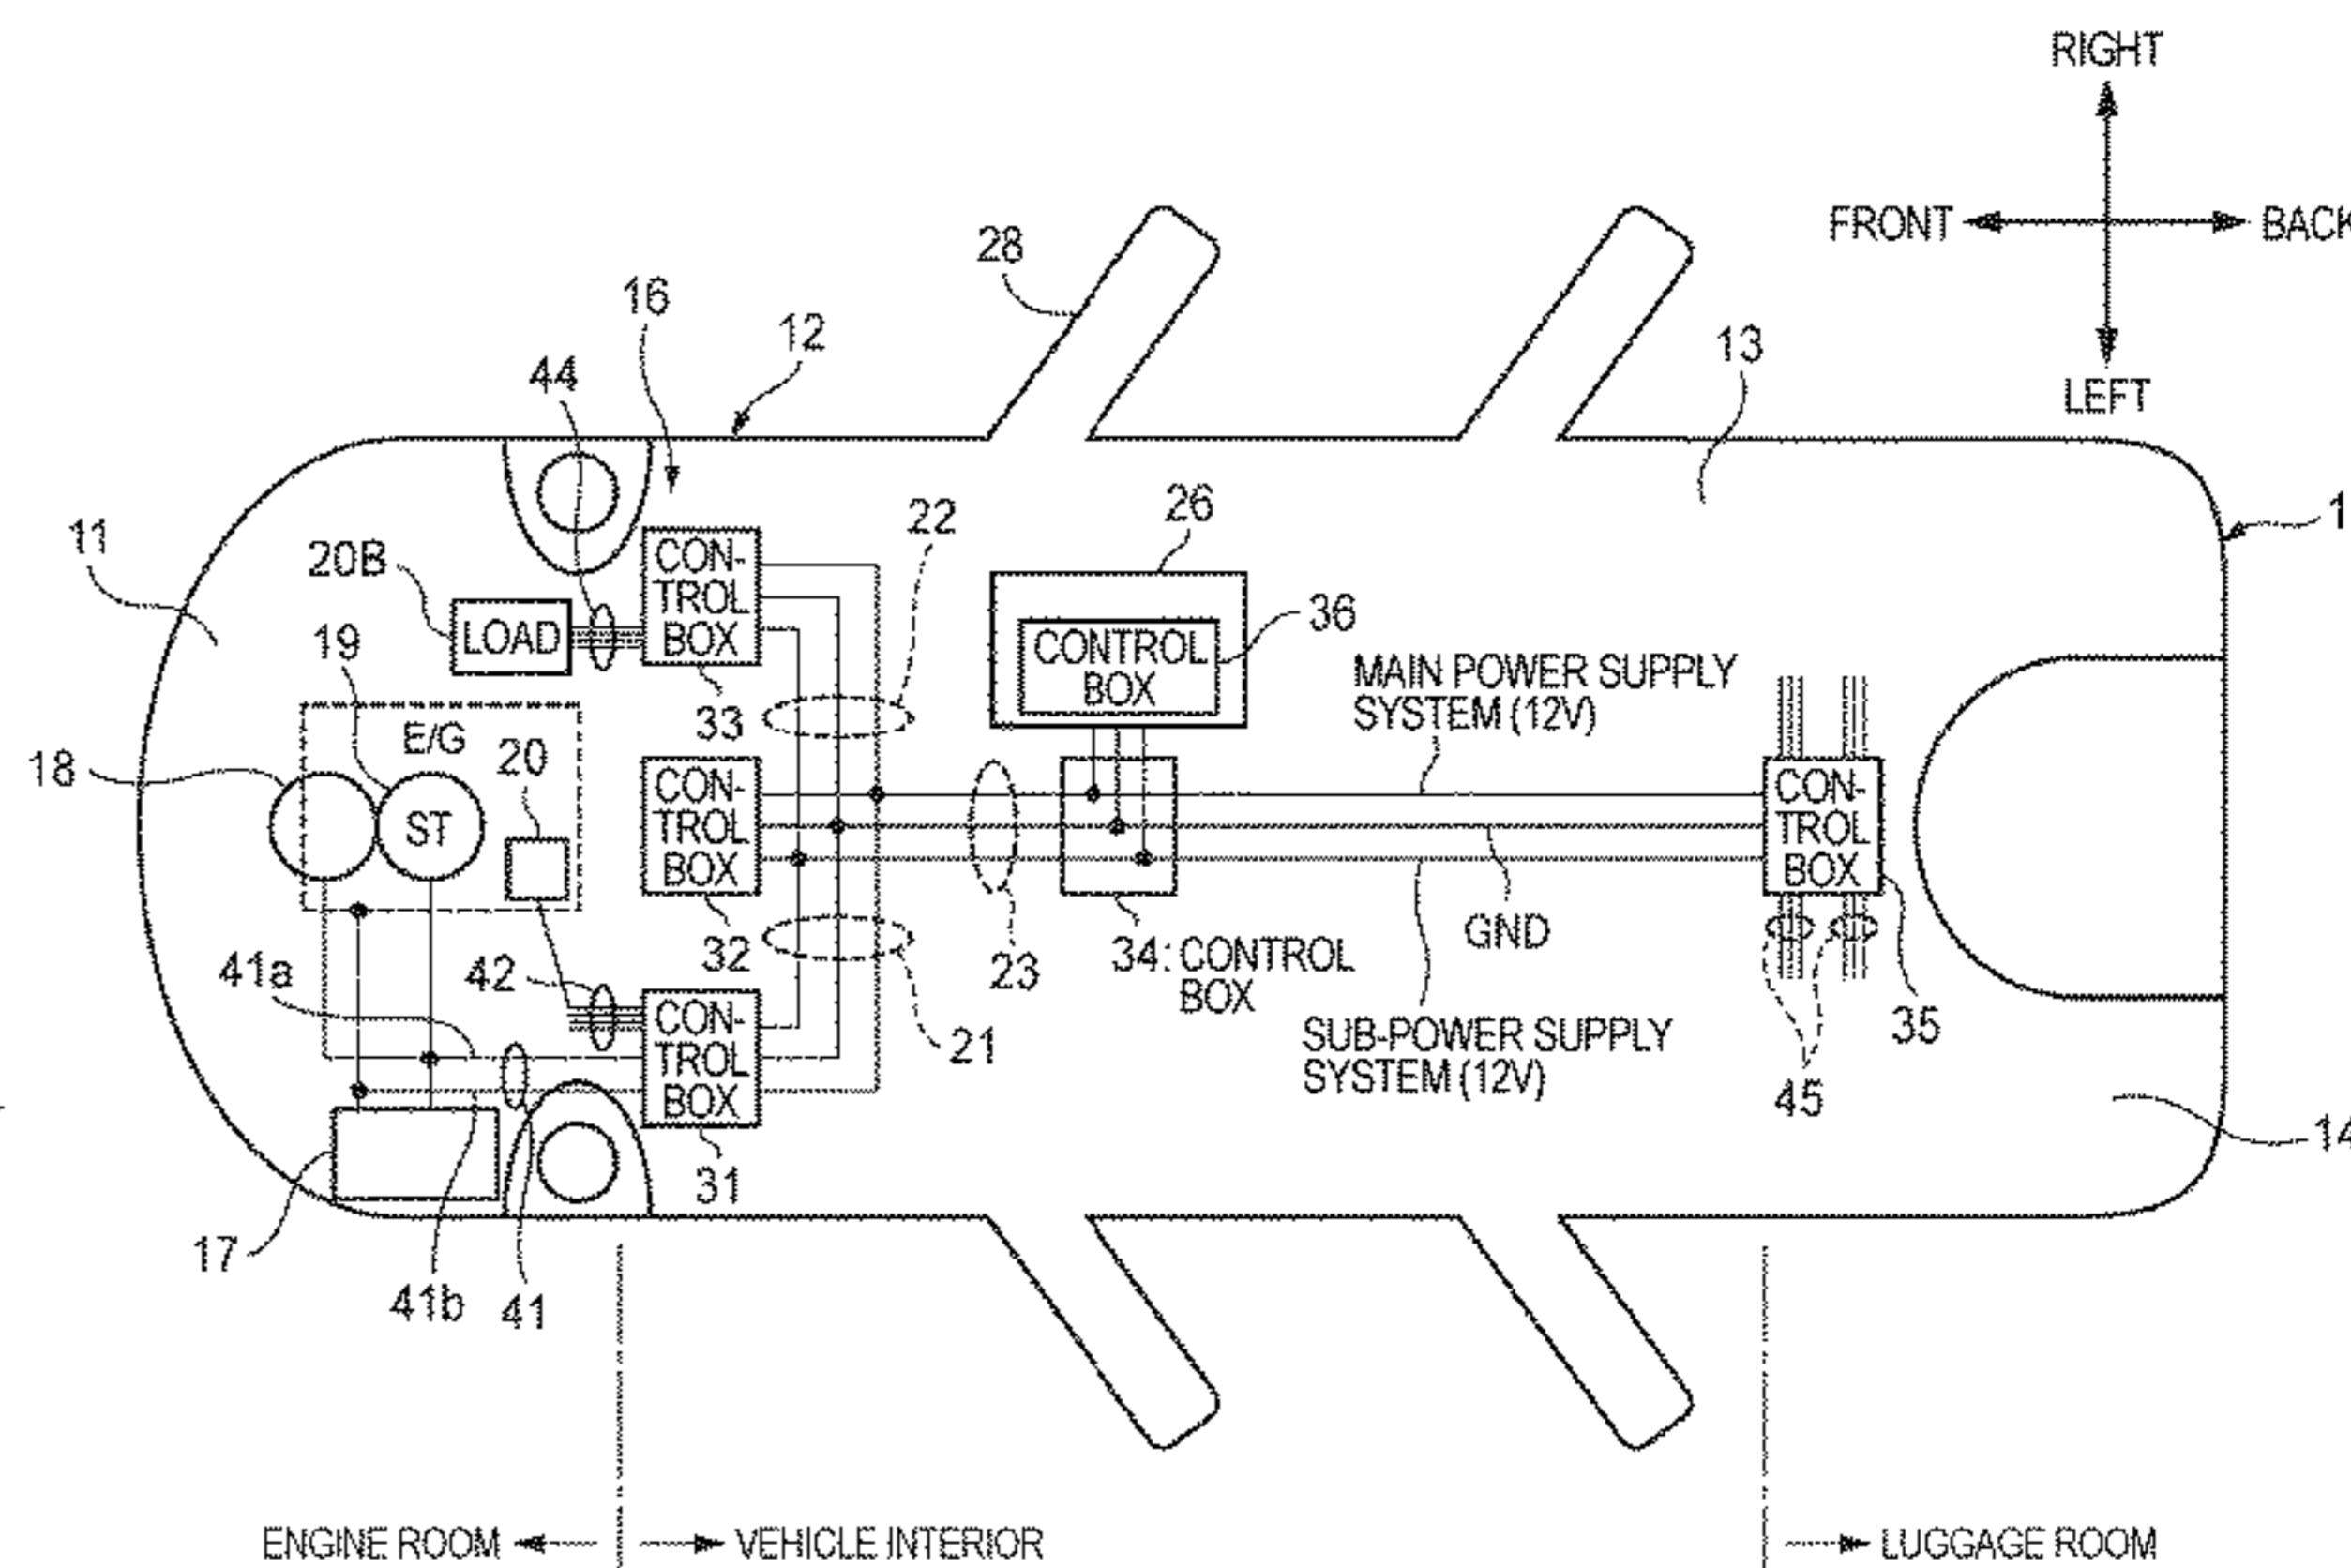 RIGHT
FRONT
BACK
LEFT
28
16
12
44
13
1
22
26
11
20B
CON-
TROL
BOX
36
LOAD
CONTROL
BOX
19
MAIN POWER SUPPLY
SYSTEM (12V)
33
E/G
20
18
ST
CON-
TROL
BOX
CON-
TROL
BOX
GND
32
23
34: CONTROL
BOX
41a
42
35
CON-
TROL
BOX
21
SUB-POWER SUPPLY
SYSTEM (12V)
45
14
31
17
41b
41
ENGINE ROOM
VEHICLE INTERIOR
LUGGAGE ROOM